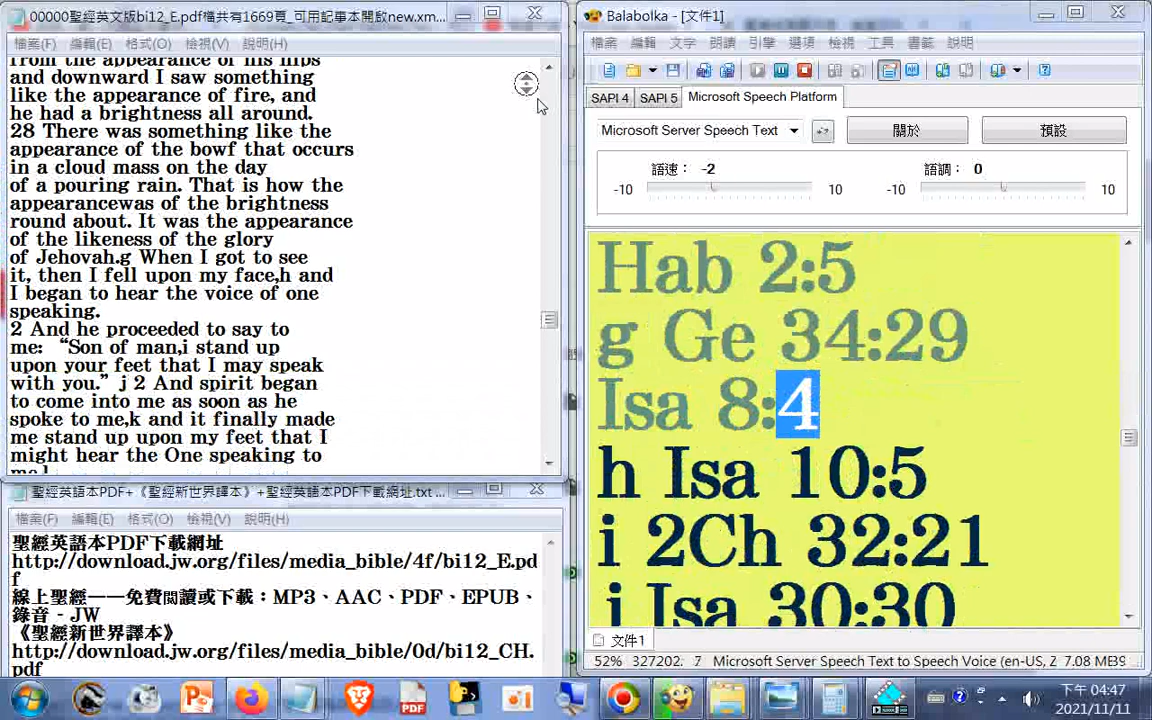 00000聖經英文版bi12_E.pdf檔共有1669頁_可用記事本開啟new.xm...
檔案(F) 編輯(E) 格式(O) 檢視(V) 說明(H)
from the appearance of his hips
and downward I saw something
like the appearance of fire, and
he had a brightness all around.
28 There was something like the
appearance of the bowf that occurs
in a cloud mass on the day
of a pouring rain. That is how the
appearancewas of the brightness
round about. It was the appearance
of the likeness of the glory
of Jehovah.g When I got to see
it, then I fell upon my face,h and
I began to hear the voice of one
speaking.
2 And he proceeded to say to
me: “Son of man,i stand up
upon your feet that I may speak
with you.” j 2 And spirit began
to come into me as soon as he
spoke to me,k and it finally made
me stand up upon my feet that I
might hear the One speaking to
me.l
聖經英語本PDF+《聖經新世界譯本》+聖經英語本PDF下載網址.txt ...
檔案(F) 編輯(E) 格式(O) 檢視(V) 說明(H)
聖經英語本PDF下載網址
http://download.jw.org/files/media_bible/4f/bi12_E.pd
f
線上聖經——免費閱讀或下載：MP3、AAC、PDF、EPUB、
錄音 - JW
《聖經新世界譯本》
http://download.jw.org/files/media_bible/0d/bi12_CH.
pdf
Balabolka - [文件1]
檔案 編輯 文字 朗讀 引擎 選項 檢視 工具 書籤 說明
SAPI 4 SAPI 5 Microsoft Speech Platform
Microsoft Server Speech Text 關於 預設
語速： -2 語調： 0
-10 10 -10 10
Hab 2:5
g Ge 34:29
Isa 8:4
h Isa 10:5
i 2Ch 32:21
j Isa 30:30
文件1
52% 327202. 7 Microsoft Server Speech Text to Speech Voice (en-US, Z 7.08 MB
下午 04:47
2021/11/11